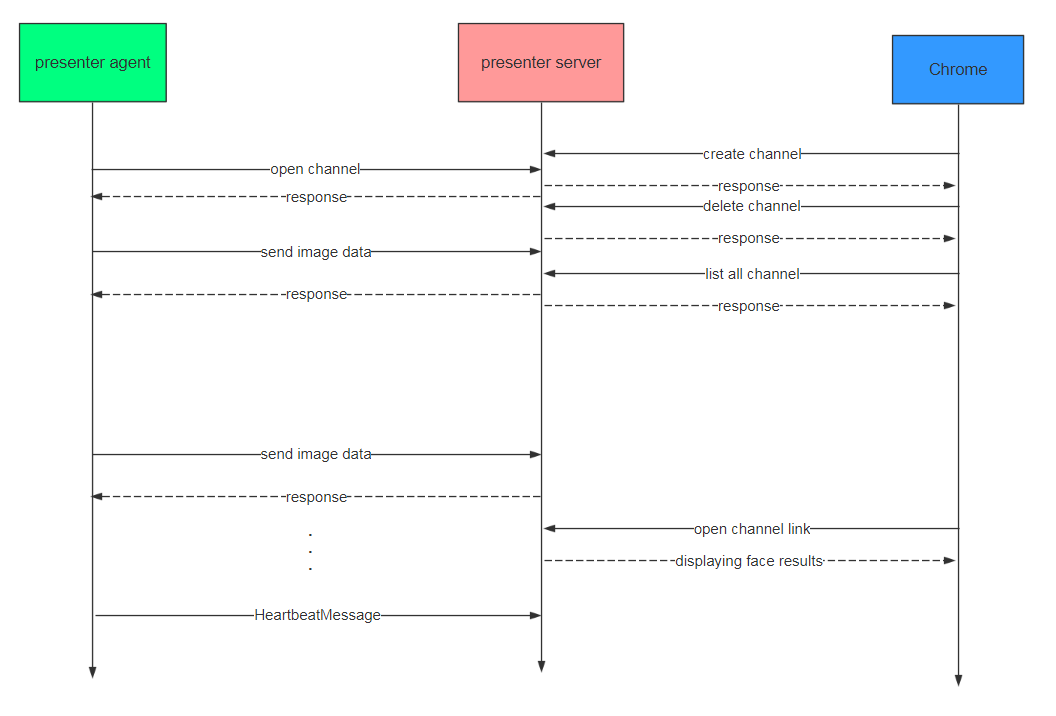 presenter agent
presenter server
Chrome
create channel
open channel
response
response
delete channel
response
send image data
list all channel
response
response
send image data
response
open channel link
.
.
displaying face results
.
HeartbeatMessage